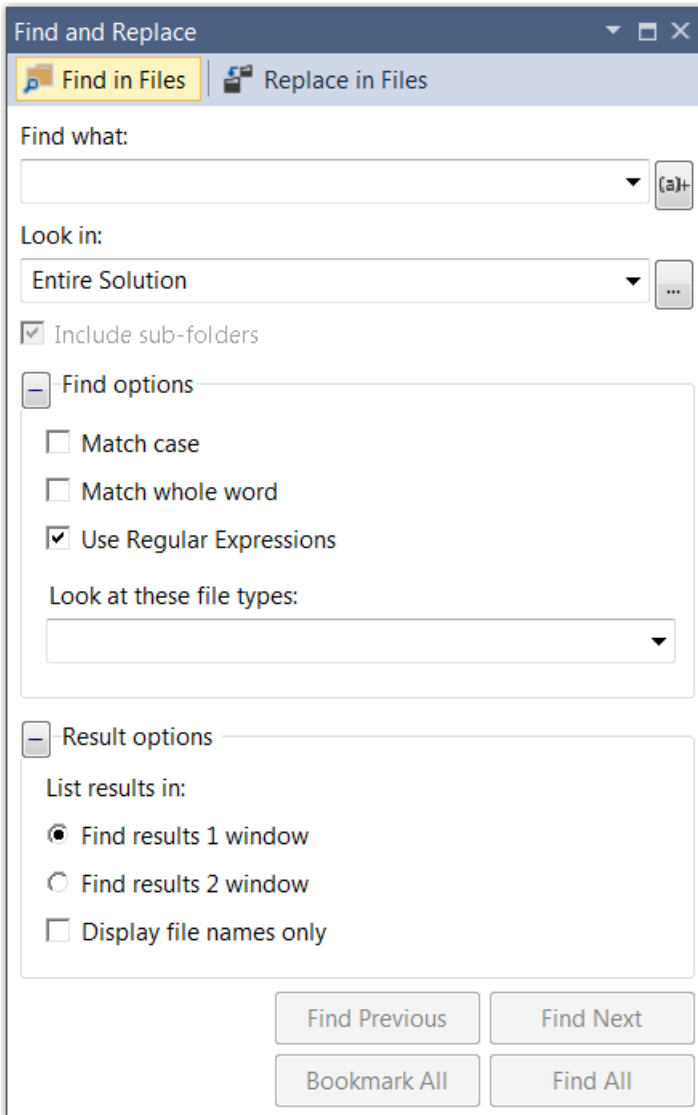 Find and Replace
Find in Files Replace in Files
Find what:
(a)+
Look in:
Entire Solution
...
Include sub-folders
Find options
Match case
Match whole word
Use Regular Expressions
Look at these file types:
Result options
List results in:
Find results 1 window
Find results 2 window
Display file names only
Find Previous Find Next
Bookmark All Find All